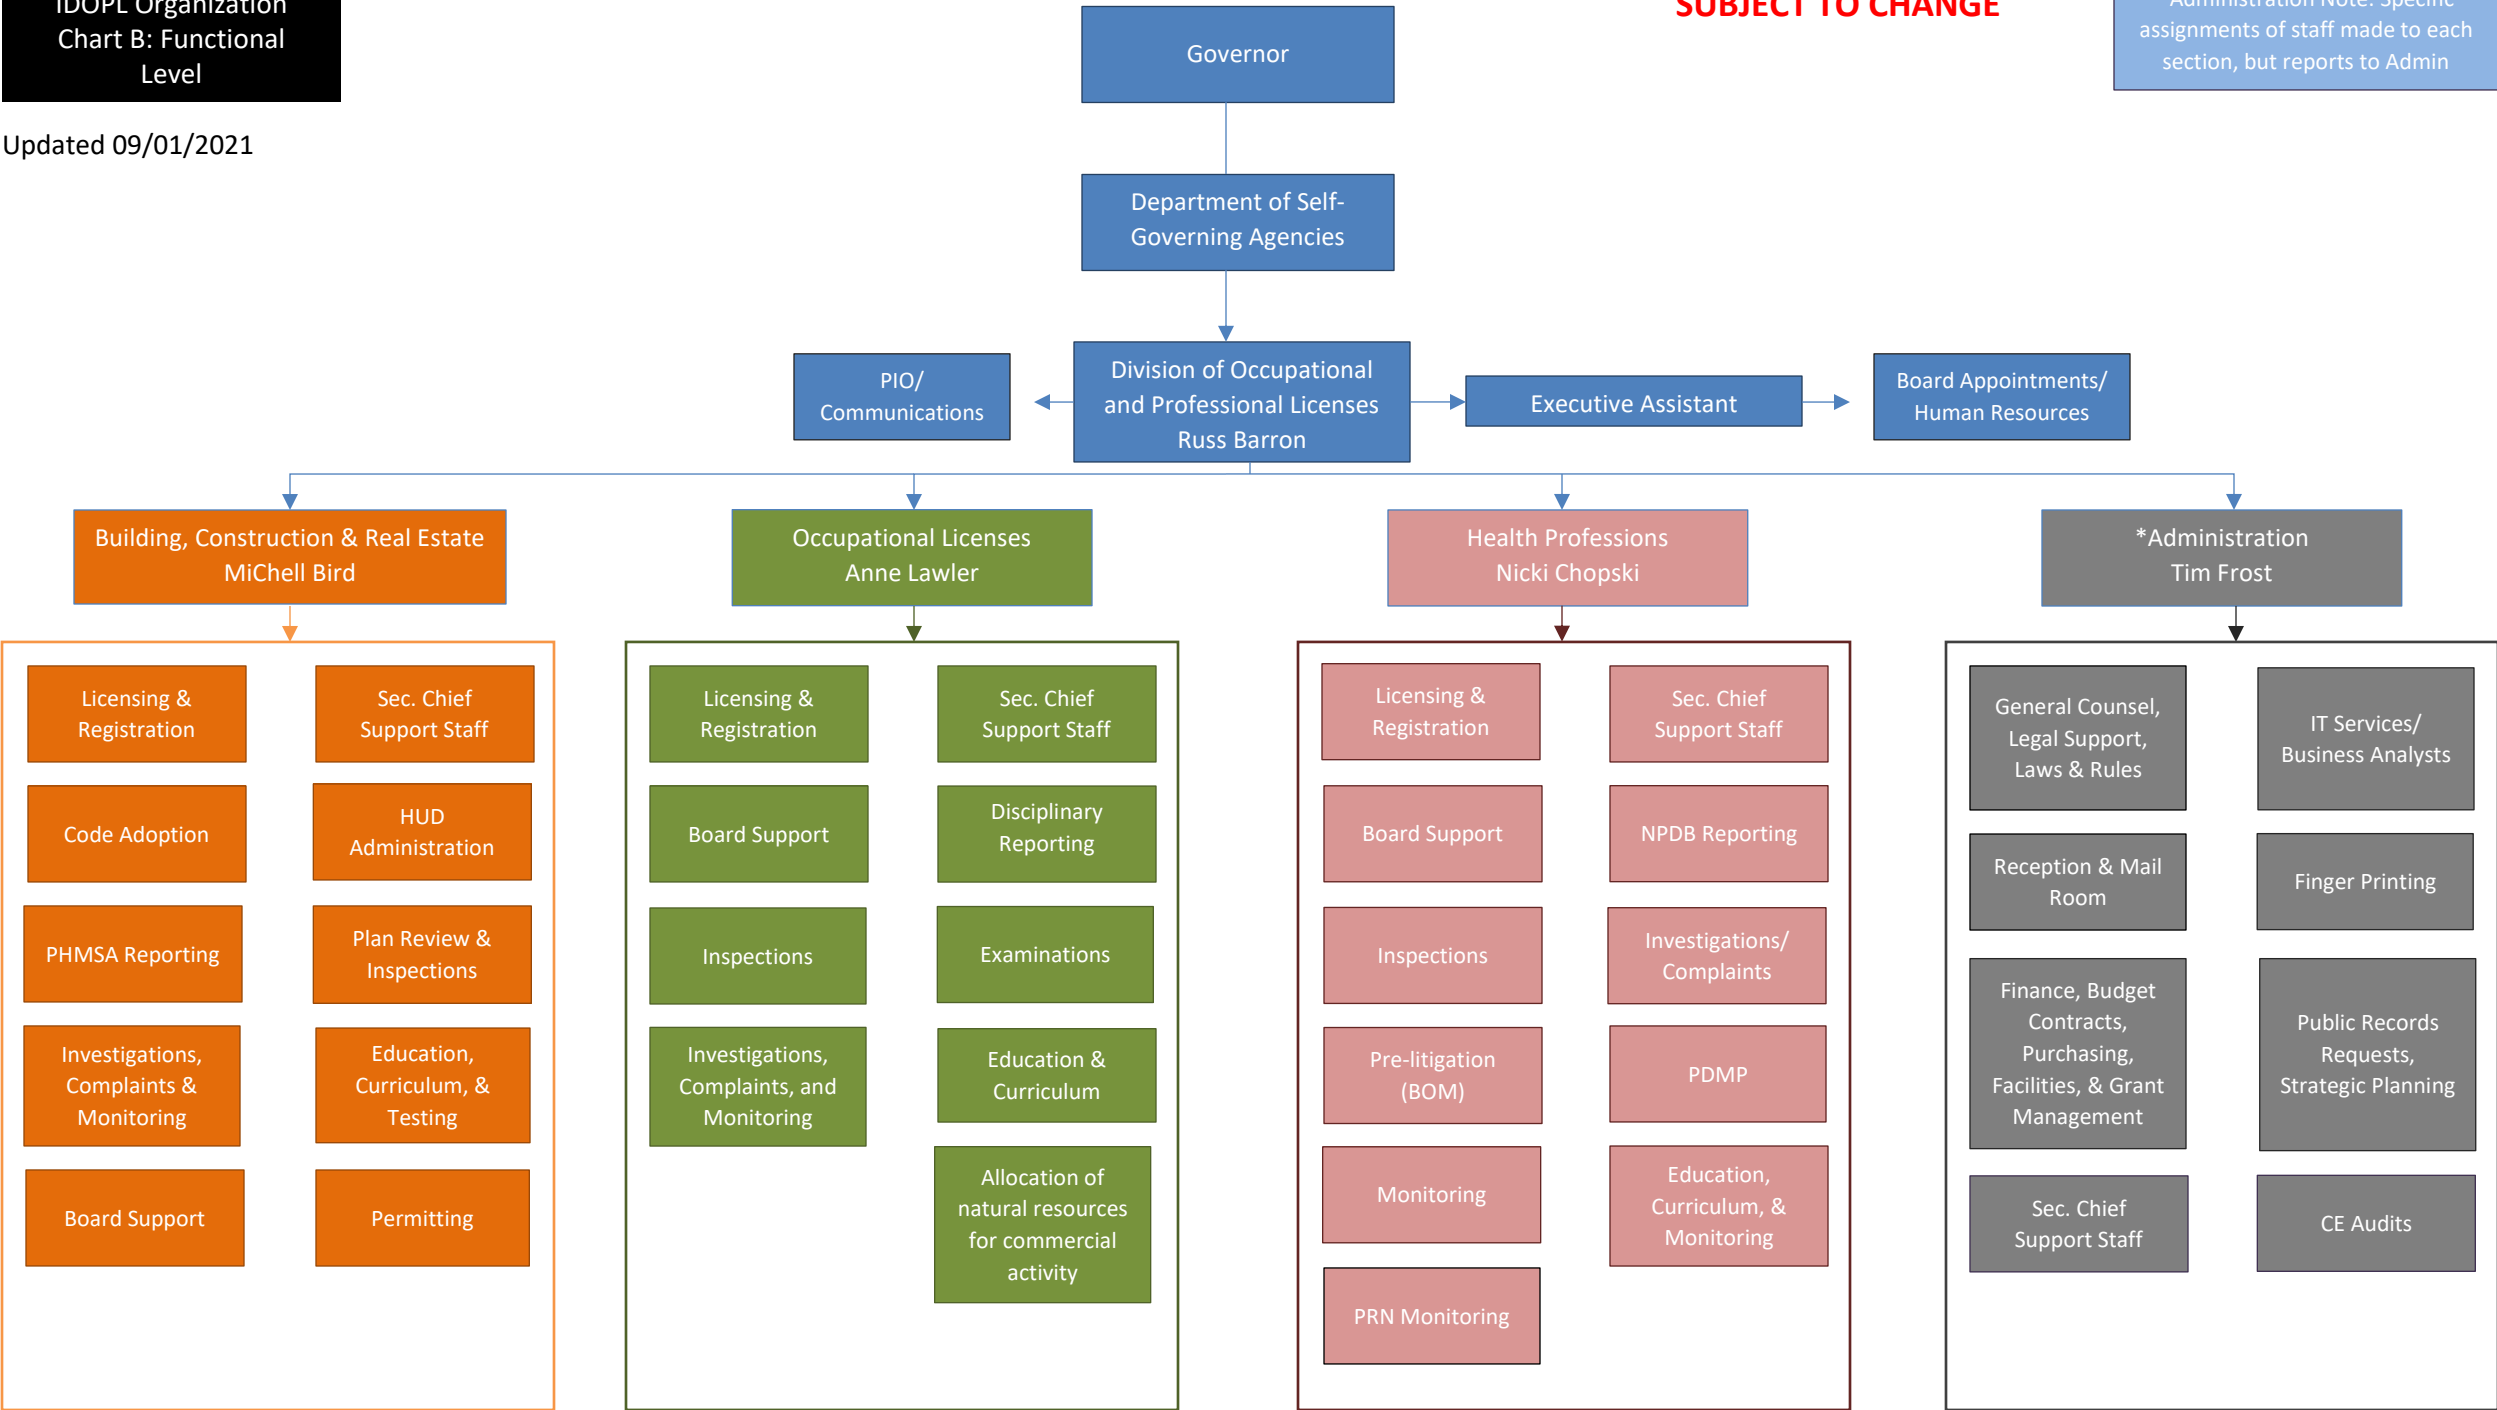 IDOPL Organization
Chart B: Functional
Level
Updated 09/01/2021
SUBJECT TO CHANGE
Administration Note: Specific
assignments of staff made to each
section, but reports to Admin
Governor
Department of Self-
Governing Agencies
PIO/
Communications
Division of Occupational
and Professional Licenses
Russ Barron
Executive Assistant
Board Appointments/
Human Resources
Building, Construction & Real Estate
MiChell Bird
Occupational Licenses
Anne Lawler
Health Professions
Nicki Chopski
*Administration
Tim Frost
Licensing &
Registration
Sec. Chief
Support Staff
Code Adoption
HUD
Administration
PHMSA Reporting
Plan Review &
Inspections
Investigations,
Complaints &
Monitoring
Education,
Curriculum, &
Testing
Board Support
Permitting
Licensing &
Registration
Sec. Chief
Support Staff
Board Support
Disciplinary
Reporting
Inspections
Examinations
Investigations,
Complaints, and
Monitoring
Education &
Curriculum
Allocation of
natural resources
for commercial
activity
Licensing &
Registration
Sec. Chief
Support Staff
Board Support
NPDB Reporting
Inspections
Investigations/
Complaints
Pre-litigation
(BOM)
PDMP
Monitoring
Education,
Curriculum, &
Monitoring
PRN Monitoring
General Counsel,
Legal Support,
Laws & Rules
IT Services/
Business Analysts
Reception & Mail
Room
Finger Printing
Finance, Budget
Contracts,
Purchasing,
Facilities, & Grant
Management
Public Records
Requests,
Strategic Planning
Sec. Chief
Support Staff
CE Audits